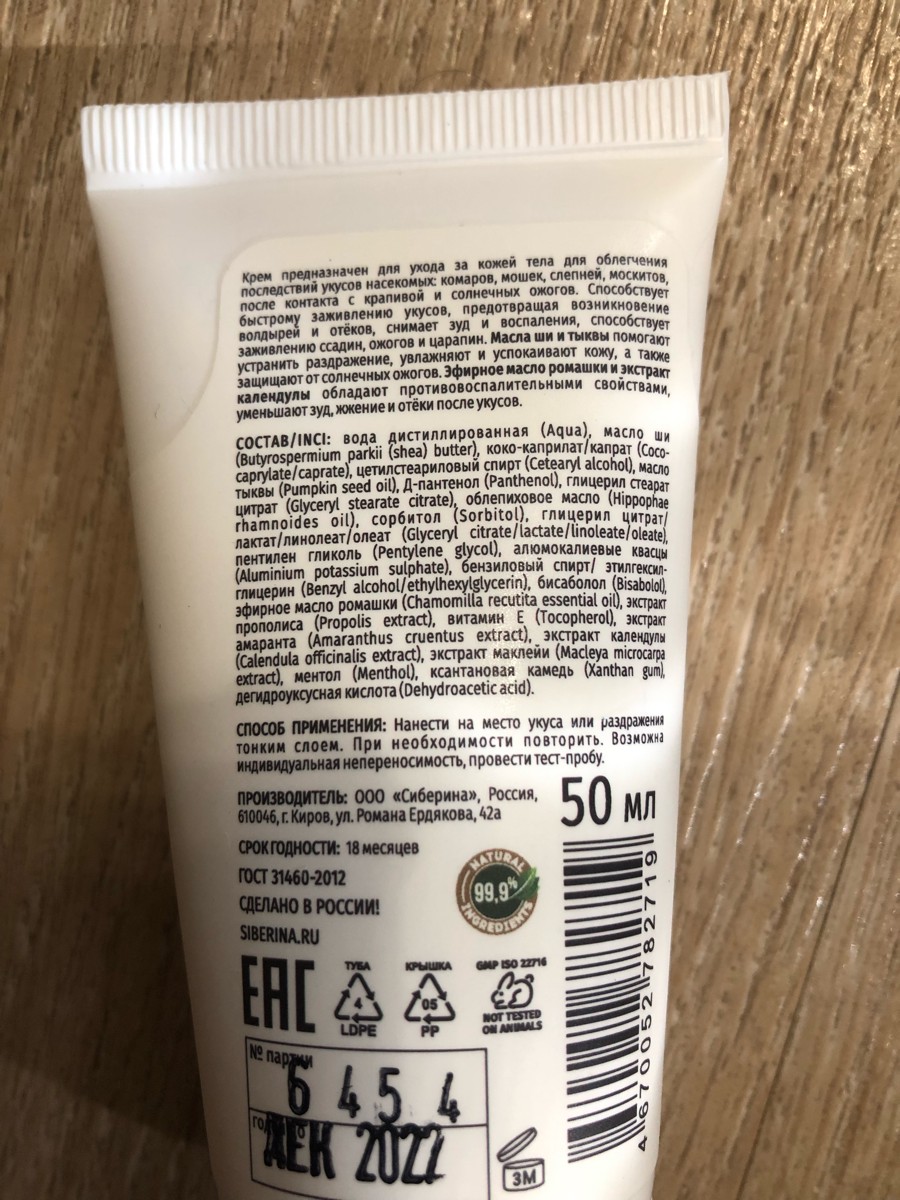 Крем предназначен для ухода за кожей тела для облегчения
последствий укусов насекомых: комаров, мошек, слепней, москитов,
после контакта с крапивой и солнечных ожогов. Способствует
быстрому заживлению укусов, предотвращая возникновение
волдырей и отёков, снимает зуд и воспаления, способствует
заживлению ссадин, ожогов и царапин. Масла ши и тыквы помогают
устранить раздражение, увлажняют и успокаивают кожу, а также
защищают от солнечных ожогов. Эфирное масло ромашки и экстракт
календулы обладают противовоспалительными свойствами,
уменьшают зуд, жжение и отёки после укусов.
СОСТАВ/INCI: вода дистиллированная (Aqua), масло ши
(Butyrospermium parkii (shea) butter), коко-каприлат/капрат (Coco-
caprylate/caprate), цетилстеариловый спирт (Cetearyl alcohol), масло
тыквы (Pumpkin seed oil), Д-пантенол (Panthenol), глицерил стеарат
цитрат (Glyceryl stearate citrate), облепиховое масло (Hippophae
rhamnoides oil), сорбитол (Sorbitol), глицерил цитрат/
лактат/линолеат/олеат (Glyceryl citrate/lactate/linoleate/oleate),
пентилен гликоль (Pentylene glycol), алюмокалиевые квасцы
(Aluminium potassium sulphate), бензиловый спирт/ этилгексил-
глицерин (Benzyl alcohol/ethylhexylglycerin), бисаболол (Bisabolol),
эфирное масло ромашки (Chamomilla recutita essential oil), экстракт
прополиса (Propolis extract), витамин Е (Tocopherol), экстракт
амаранта (Amaranthus cruentus extract), экстракт календулы
(Calendula officinalis extract), экстракт маклейи (Macleya microcarpa
extract), ментол (Menthol), ксантановая камедь (Xanthan gum),
дегидроуксусная кислота (Dehydroacetic acid).
СПОСОБ ПРИМЕНЕНИЯ: Нанести на место укуса или раздражения
тонким слоем. При необходимости повторить. Возможна
индивидуальная непереносимость, провести тест-пробу.
ПРОИЗВОДИТЕЛЬ: ООО «Сиберина», Россия,
610046, г. Киров, ул. Романа Ердякова, 42а
50 мл
СРОК ГОДНОСТИ: 18 месяцев
ГОСТ 31460-2012
СДЕЛАНО В РОССИИ!
SIBERINA.RU
NATURAL
99,9%
INGREDIENTS
4 670052 782719
EAC
ТУБА
4
LDPE
КРЫШКА
05
PP
GMP ISO 22716
NOT TESTED
ON ANIMALS
№ партии
6454
ДЕК 2022
3М